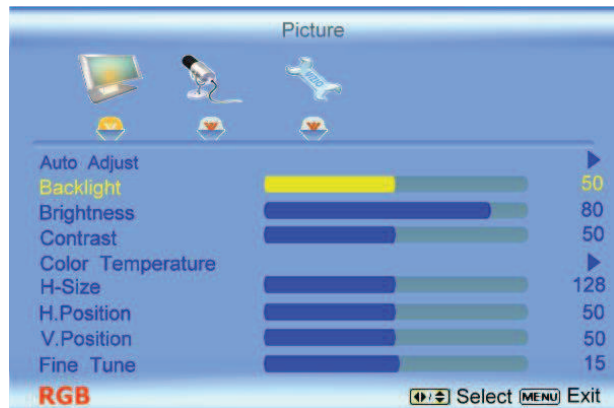 Picture
Auto Adjust
Backlight 50
Brightness 80
Contrast 50
Color Temperature
H-Size 128
H.Position 50
V.Position 50
Fine Tune 15
RGB Select MENU Exit